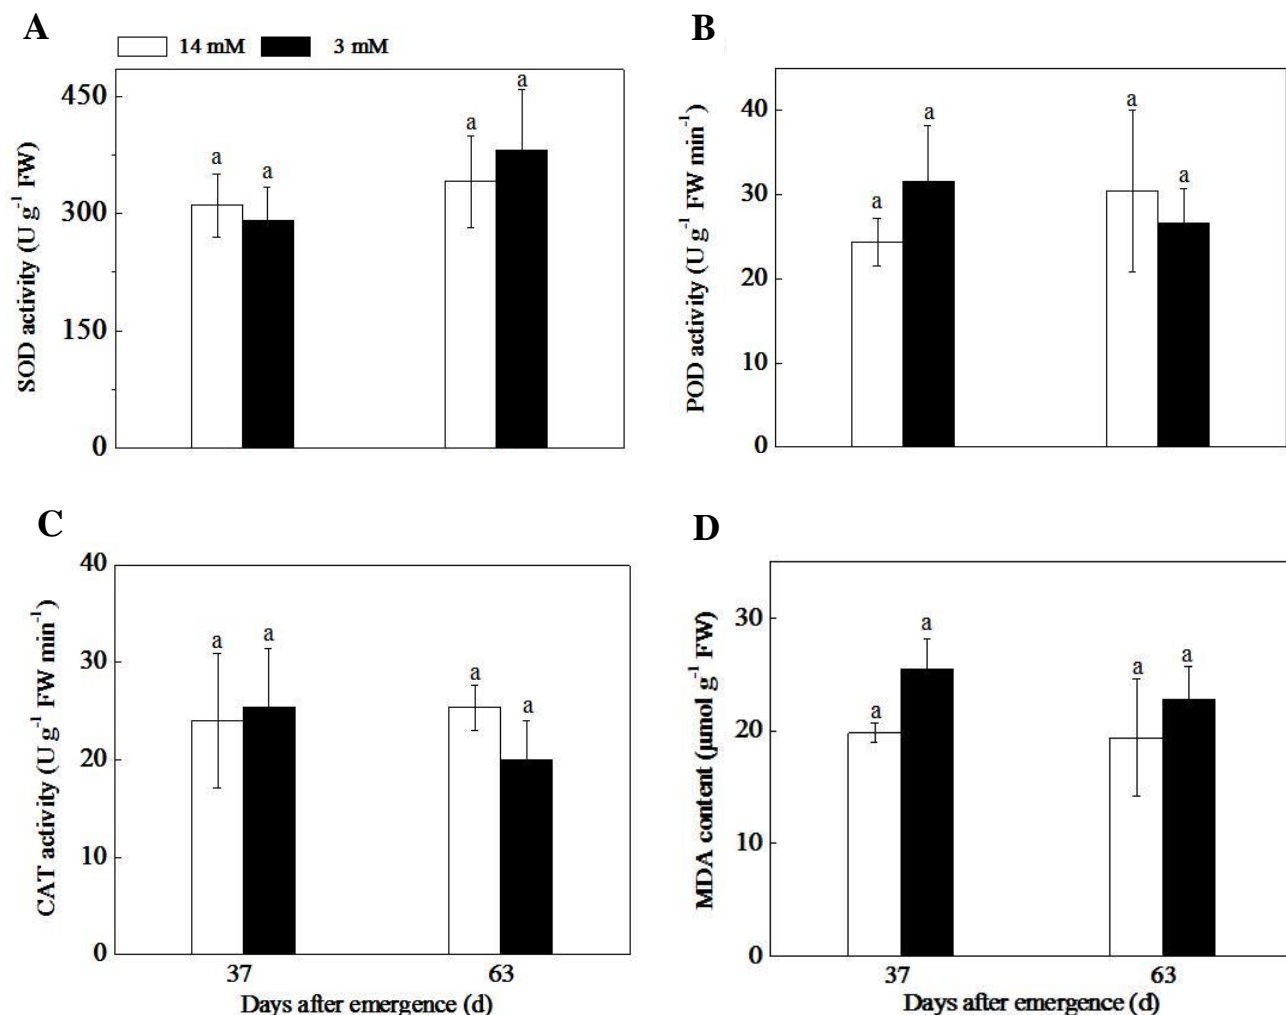 A
14 mM 3 mM
SOD activity (U g⁻¹ FW)
450
300
150
0
a a a a
B
POD activity (U g⁻¹ FW min⁻¹)
40
30
20
10
0
a a a a
C
CAT activity (U g⁻¹ FW min⁻¹)
40
30
20
10
0
a a a a
37 63
Days after emergence (d)
D
MDA content (µmol g⁻¹ FW)
30
20
10
0
a a a a
37 63
Days after emergence (d)